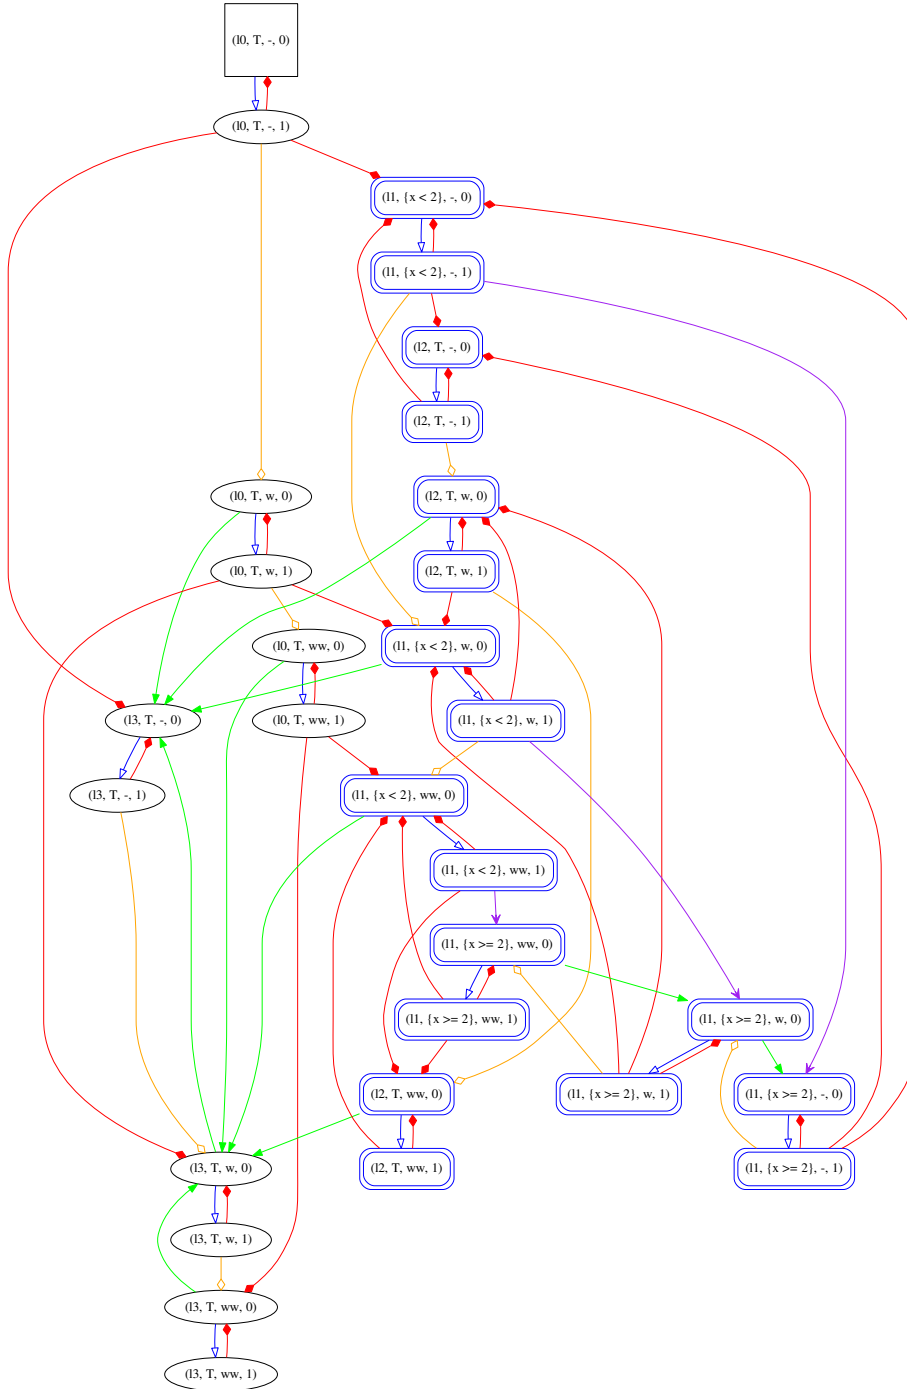 (l0, T, -, 0)
(l0, T, -, 1)
(l1, {x < 2}, -, 0)
(l1, {x < 2}, -, 1)
(l2, T, -, 0)
(l2, T, -, 1)
(l0, T, w, 0)
(l2, T, w, 0)
(l0, T, w, 1)
(l2, T, w, 1)
(l0, T, ww, 0)
(l1, {x < 2}, w, 0)
(l3, T, -, 0)
(l0, T, ww, 1)
(l1, {x < 2}, w, 1)
(l3, T, -, 1)
(l1, {x < 2}, ww, 0)
(l1, {x < 2}, ww, 1)
(l1, {x >= 2}, ww, 0)
(l1, {x >= 2}, ww, 1)
(l1, {x >= 2}, w, 0)
(l2, T, ww, 0)
(l1, {x >= 2}, w, 1)
(l1, {x >= 2}, -, 0)
(l3, T, w, 0)
(l2, T, ww, 1)
(l1, {x >= 2}, -, 1)
(l3, T, w, 1)
(l3, T, ww, 0)
(l3, T, ww, 1)